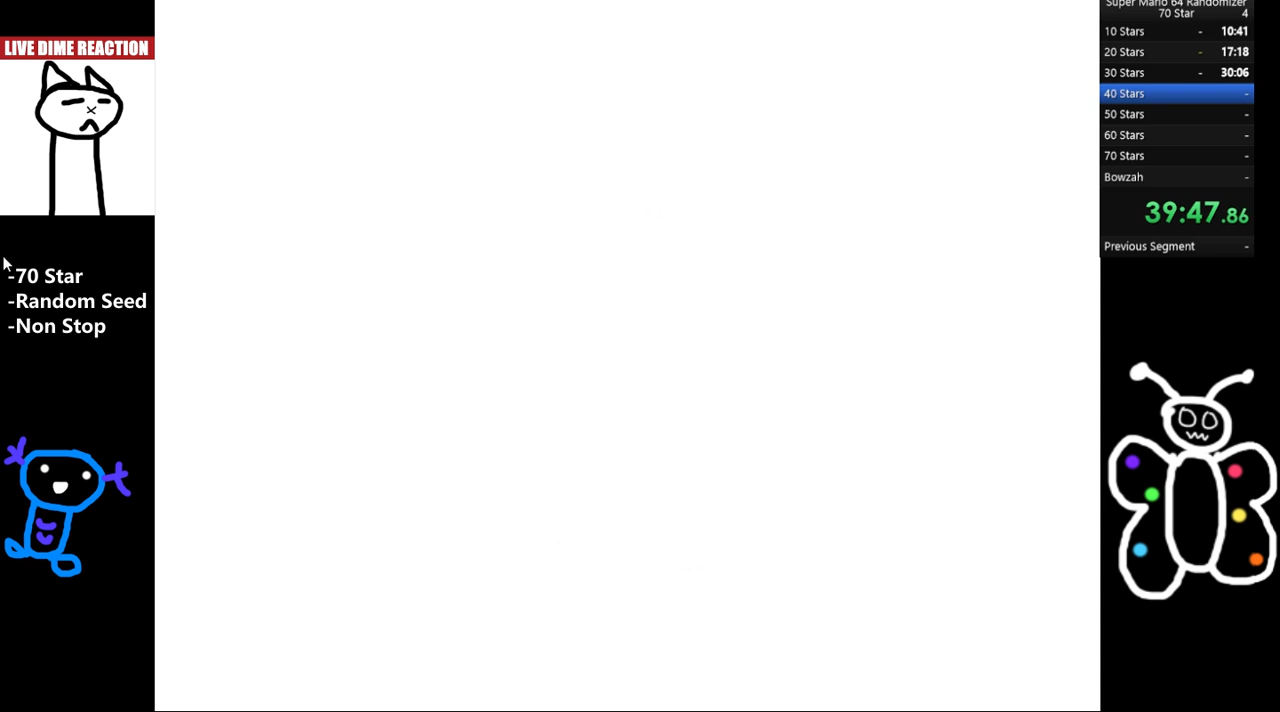 LIVE DIME REACTION
-70 Star
-Random Seed
-Non Stop
Super Mario 64 Randomizer
70 Star 4
10 Stars - 10:41
20 Stars - 17:18
30 Stars - 30:06
40 Stars -
50 Stars -
60 Stars -
70 Stars -
Bowzah -
39:47.86
Previous Segment -